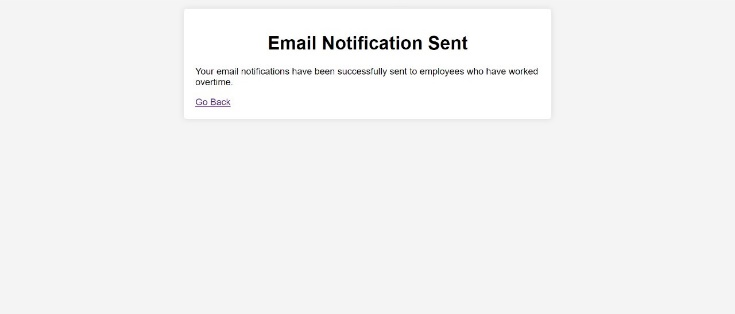 Email Notification Sent
Your email notifications have been successfully sent to employees who have worked
overtime.
Go Back